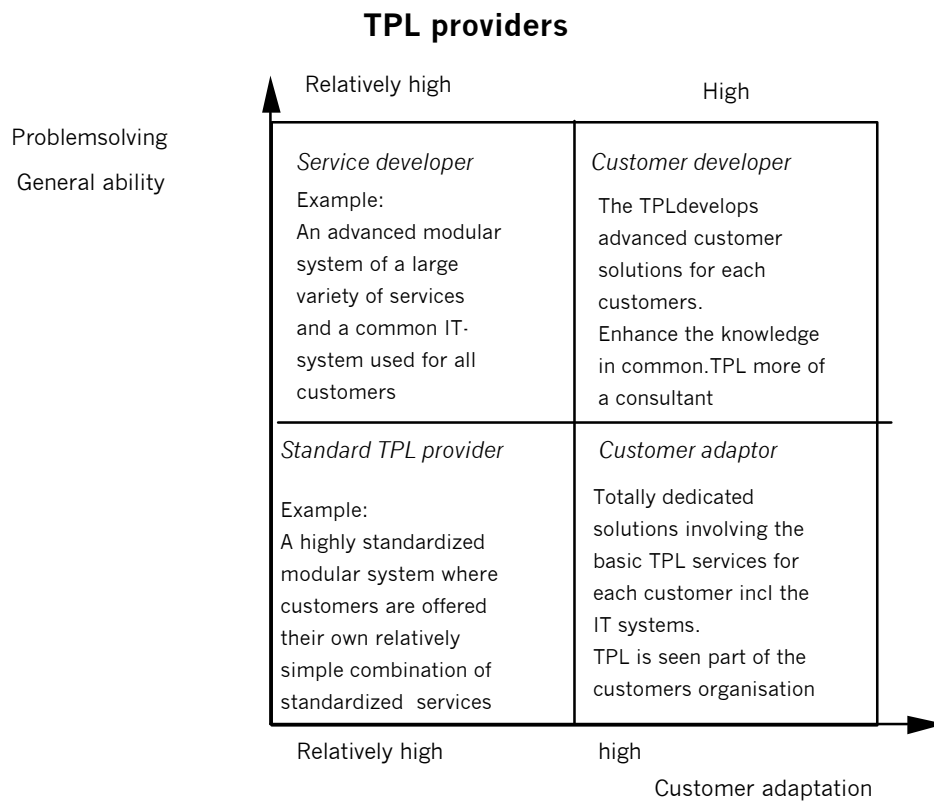 TPL providers
Relatively high
High
Problemsolving
General ability
Service developer
Example:
An advanced modular
system of a large
variety of services
and a common IT-
system used for all
customers
Customer developer
The TPLdevelops
advanced customer
solutions for each
customers.
Enhance the knowledge
in common.TPL more of
a consultant
Standard TPL provider
Example:
A highly standardized
modular system where
customers are offered
their own relatively
simple combination of
standardized services
Customer adaptor
Totally dedicated
solutions involving the
basic TPL services for
each customer incl the
IT systems.
TPL is seen part of the
customers organisation
Relatively high
high
Customer adaptation